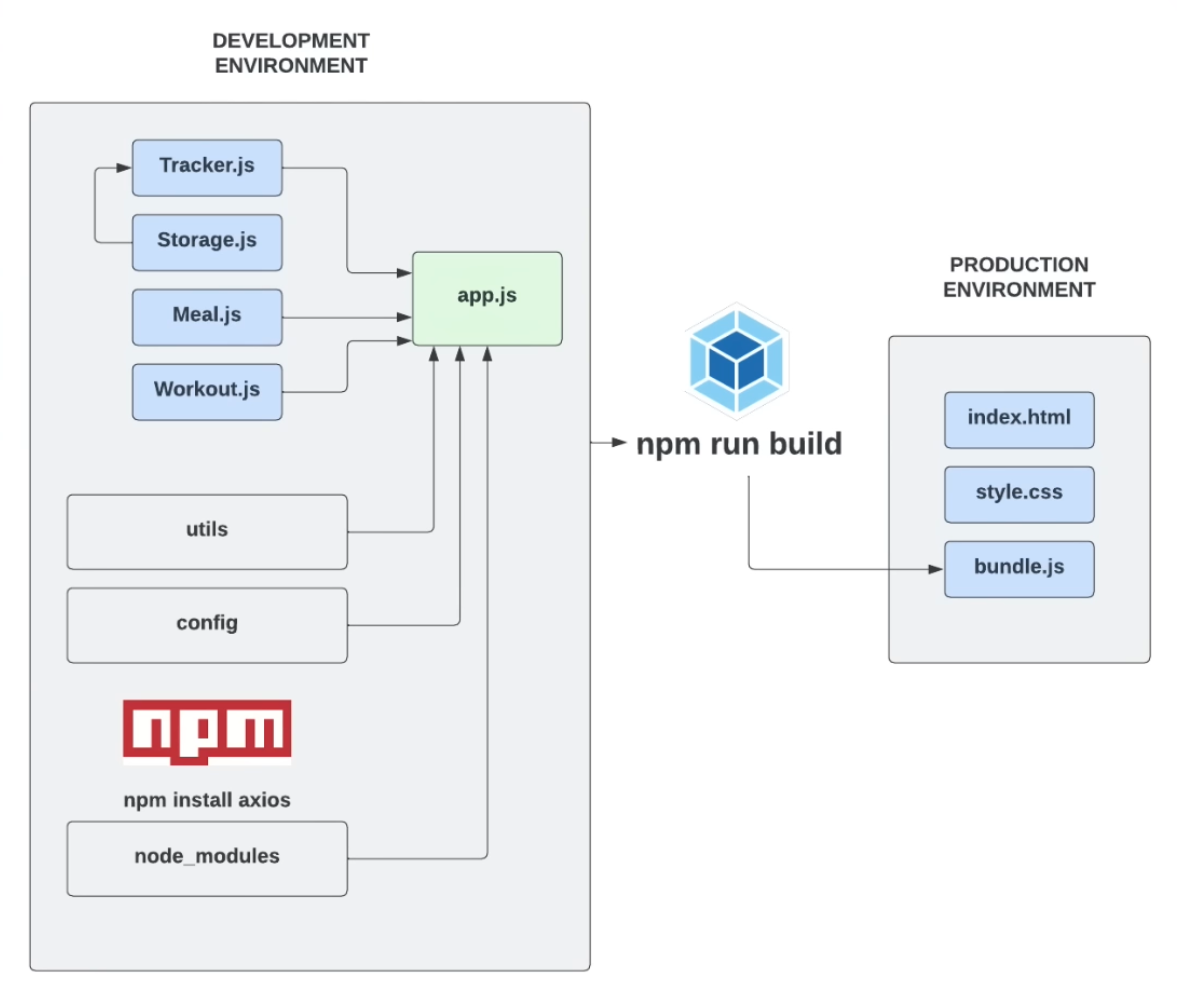 DEVELOPMENT
ENVIRONMENT
Tracker.js
Storage.js
Meal.js
Workout.js
app.js
utils
config
npm
npm install axios
node_modules
npm run build
PRODUCTION
ENVIRONMENT
index.html
style.css
bundle.js